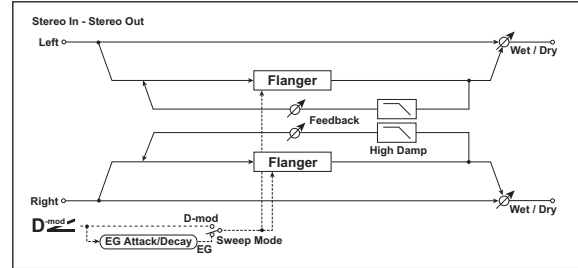 Stereo In - Stereo Out
Left
Wet / Dry
Flanger
Feedback
High Damp
Flanger
Right
Wet / Dry
D-mod
D-mod
EG Attack/Decay
EG
Sweep Mode